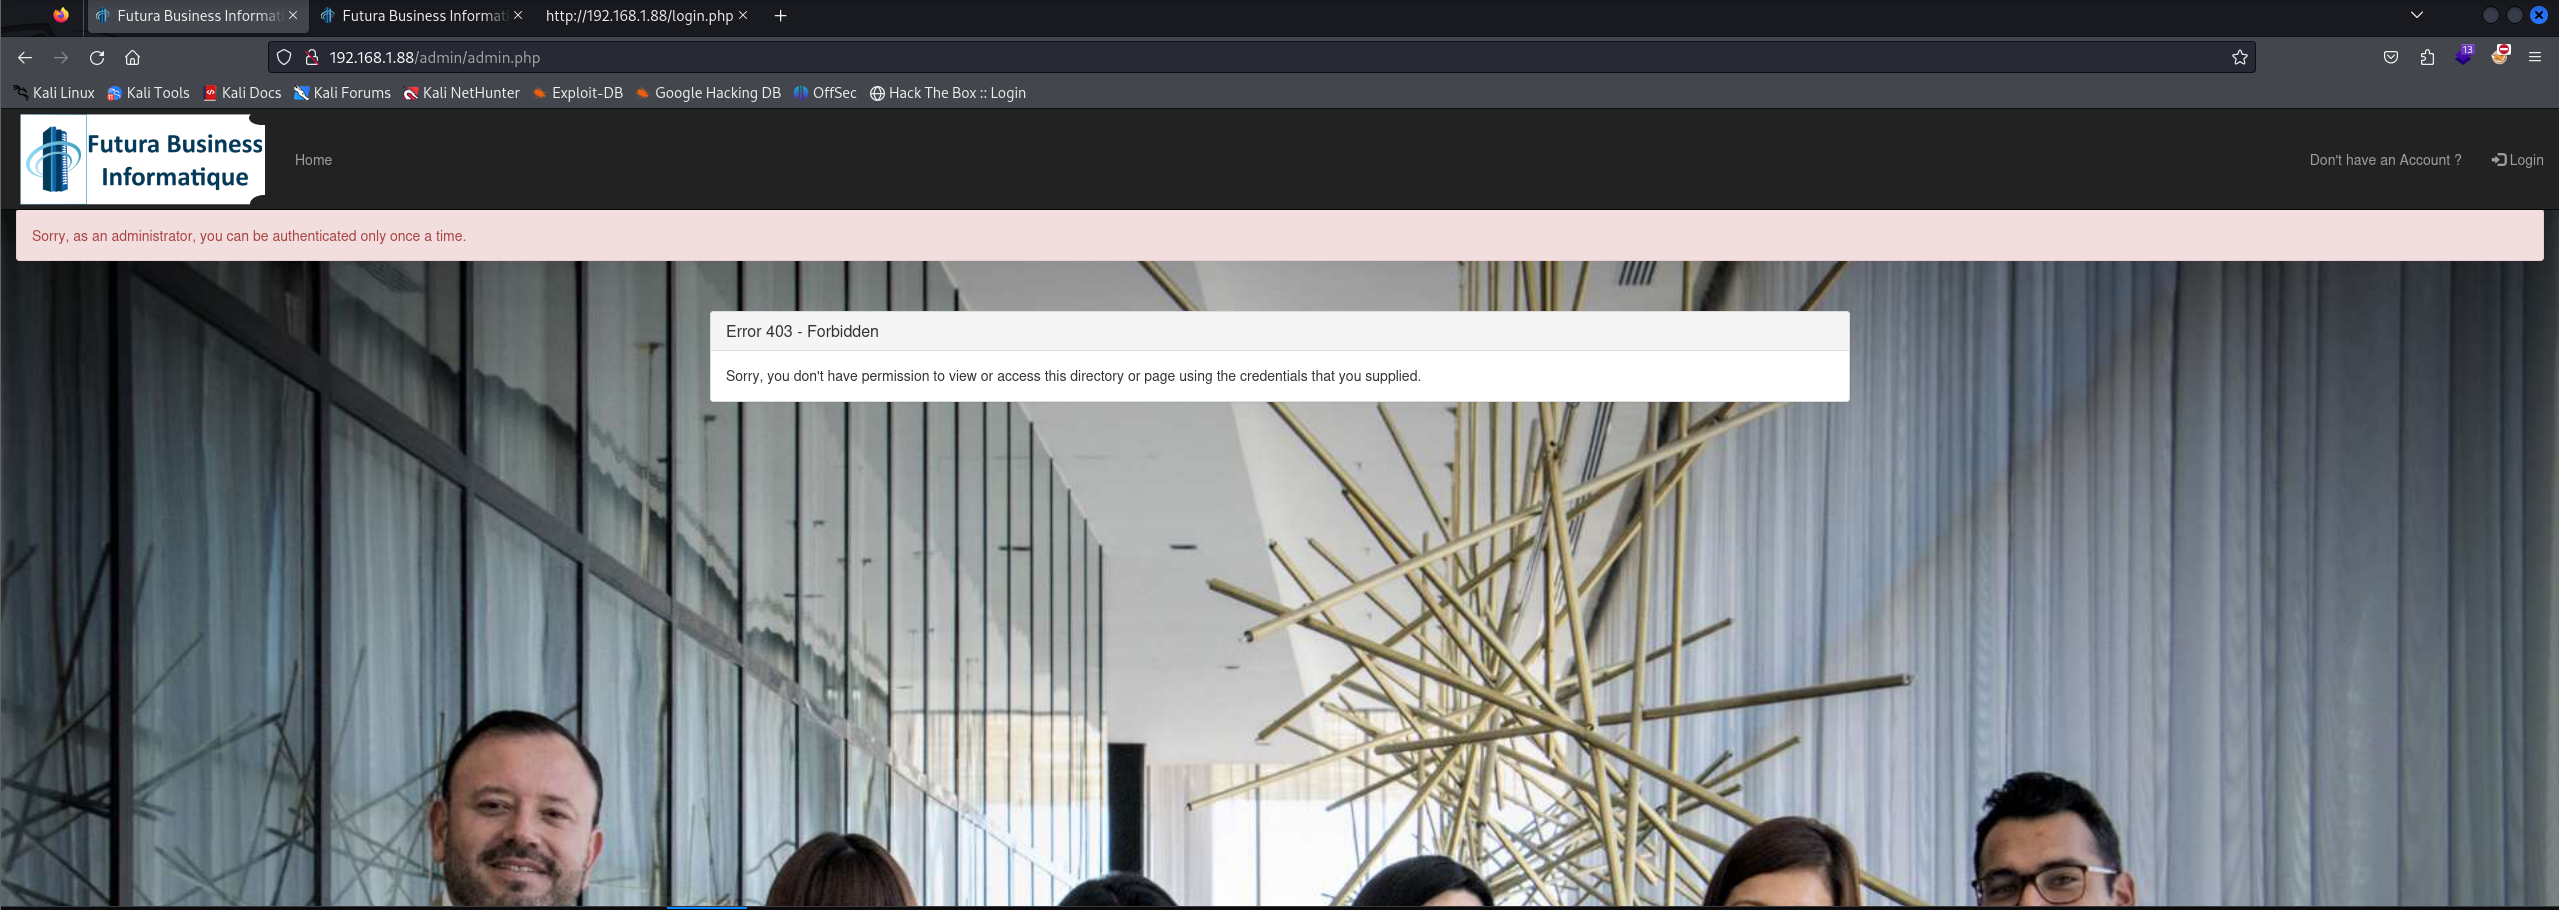 Futura Business Informati
Futura Business Informati
http://192.168.1.88/login.php
192.168.1.88/admin/admin.php
13
Kali Linux
Kali Tools
Kali Docs
Kali Forums
Kali NetHunter
Exploit-DB
Google Hacking DB
OffSec
Hack The Box :: Login
Futura Business
Informatique
Home
Don't have an Account ?
Login
Sorry, as an administrator, you can be authenticated only once a time.
Error 403 - Forbidden
Sorry, you don't have permission to view or access this directory or page using the credentials that you supplied.